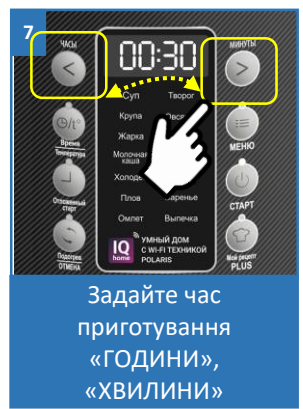 7
ЧАСЫ
МИНУТЫ
00:30
Суп Творог
Крупа
Жарка
МЕНЮ
Время
Температура
Молочная
каша
Отложенный
старт
СТАРТ
Плов
Омлет Выпечка
Подогрев
ОТМЕНА
IQ
home
УМНЫЙ ДОМ
С WI-FI ТЕХНИКОЙ
POLARIS
Мой рецепт
PLUS
Задайте час
приготування
«ГОДИНИ»,
«ХВИЛИНИ»